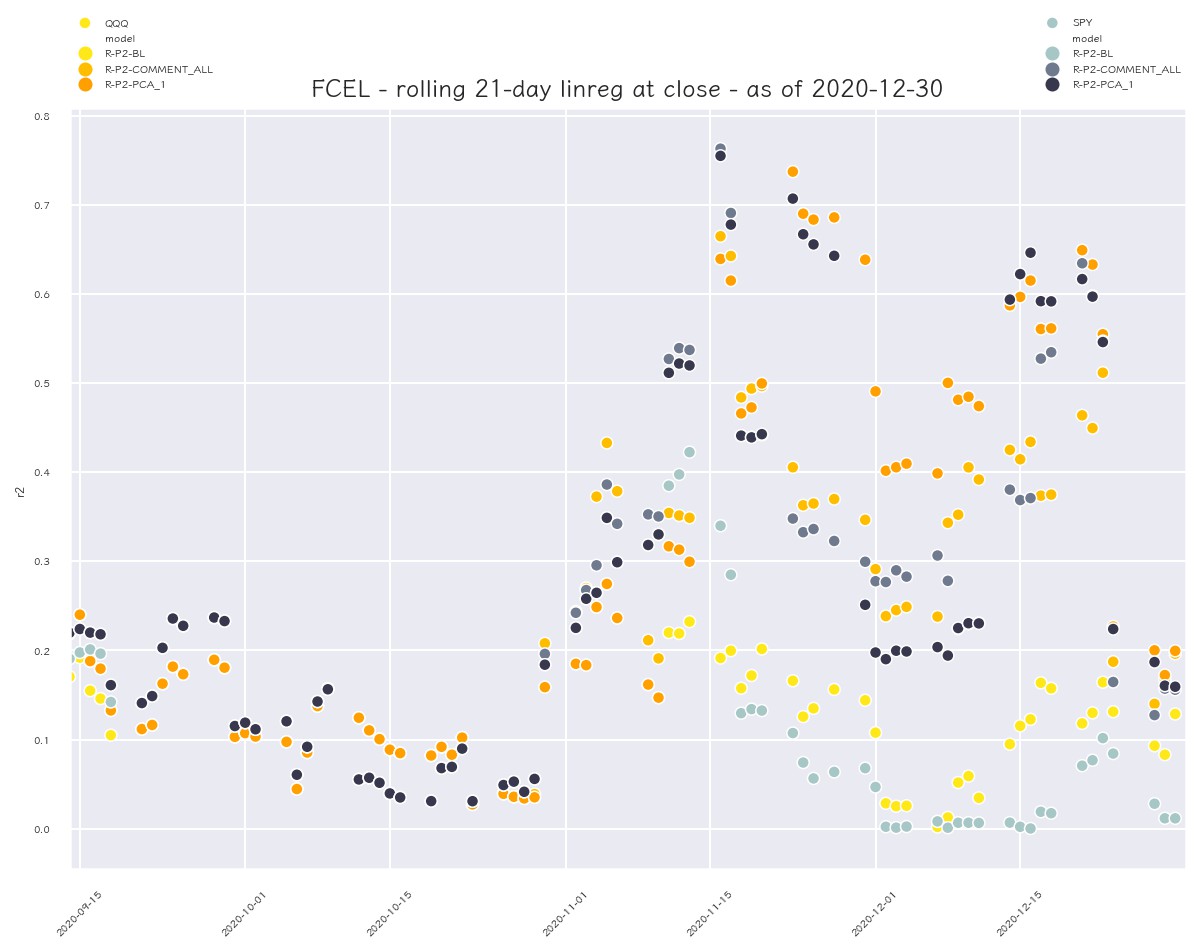 QQQ
model
R-P2-BL
R-P2-COMMENT_ALL
R-P2-PCA_1
SPY
model
R-P2-BL
R-P2-COMMENT_ALL
R-P2-PCA_1
FCEL - rolling 21-day linreg at close - as of 2020-12-30
0.8
0.7
0.6
0.5
0.4
0.3
0.2
0.1
0.0
r2
2020-09-15
2020-10-01
2020-10-15
2020-11-01
2020-11-15
2020-12-01
2020-12-15